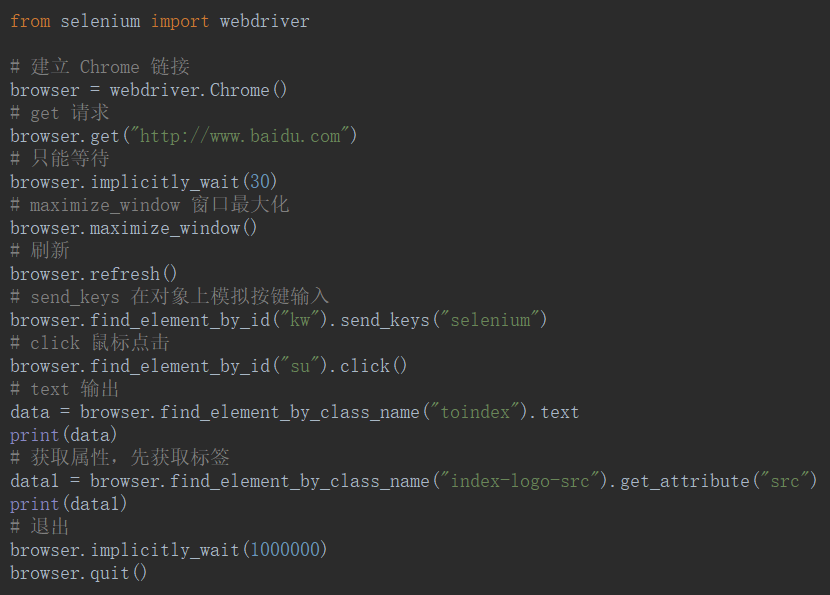 from selenium import webdriver
# 建立 Chrome 链接
browser = webdriver.Chrome()
# get 请求
browser.get("http://www.baidu.com")
# 只能等待
browser.implicitly_wait(30)
# maximize_window 窗口最大化
browser.maximize_window()
# 刷新
browser.refresh()
# send_keys 在对象上模拟按键输入
browser.find_element_by_id("kw").send_keys("selenium")
# click 鼠标点击
browser.find_element_by_id("su").click()
# text 输出
data = browser.find_element_by_class_name("toindex").text
print(data)
# 获取属性，先获取标签
data1 = browser.find_element_by_class_name("index-logo-src").get_attribute("src")
print(data1)
# 退出
browser.implicitly_wait(1000000)
browser.quit()